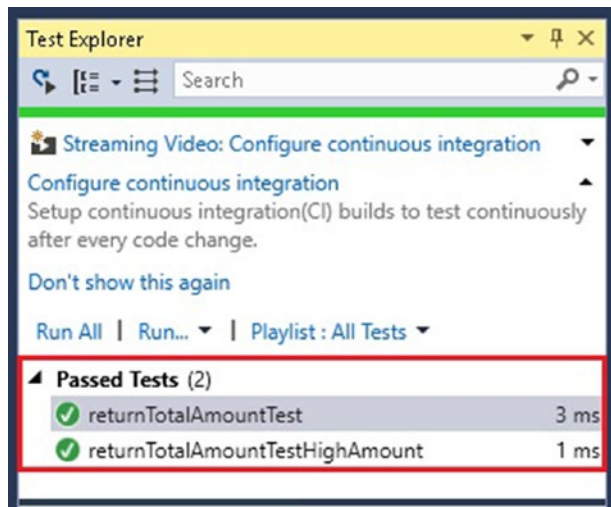 Test Explorer
Search
Streaming Video: Configure continuous integration
Configure continuous integration
Setup continuous integration(CI) builds to test continuously
after every code change.
Don't show this again
Run All | Run... | Playlist : All Tests
Passed Tests (2)
returnTotalAmountTest 3 ms
returnTotalAmountTestHighAmount 1 ms